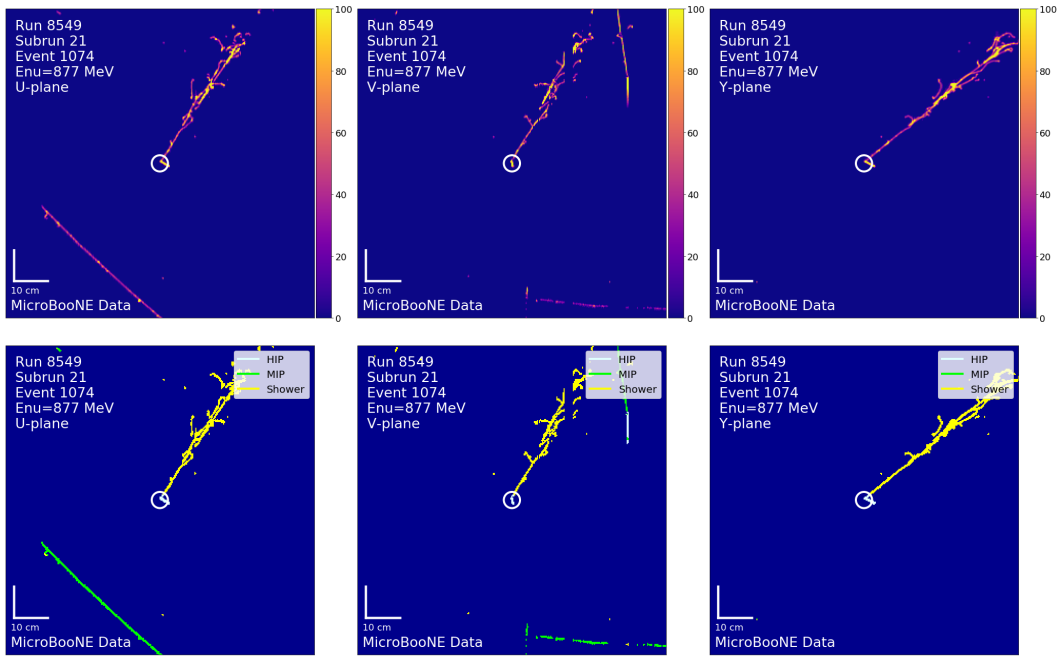 Run 8549
Subrun 21
Event 1074
Enu=877 MeV
U-plane
10 cm
MicroBooNE Data
100
80
60
40
20
0
Run 8549
Subrun 21
Event 1074
Enu=877 MeV
V-plane
10 cm
MicroBooNE Data
100
80
60
40
20
0
Run 8549
Subrun 21
Event 1074
Enu=877 MeV
Y-plane
10 cm
MicroBooNE Data
100
80
60
40
20
0
Run 8549
Subrun 21
Event 1074
Enu=877 MeV
U-plane
HIP
MIP
Shower
10 cm
MicroBooNE Data
Run 8549
Subrun 21
Event 1074
Enu=877 MeV
V-plane
HIP
MIP
Shower
10 cm
MicroBooNE Data
Run 8549
Subrun 21
Event 1074
Enu=877 MeV
Y-plane
HIP
MIP
Shower
10 cm
MicroBooNE Data